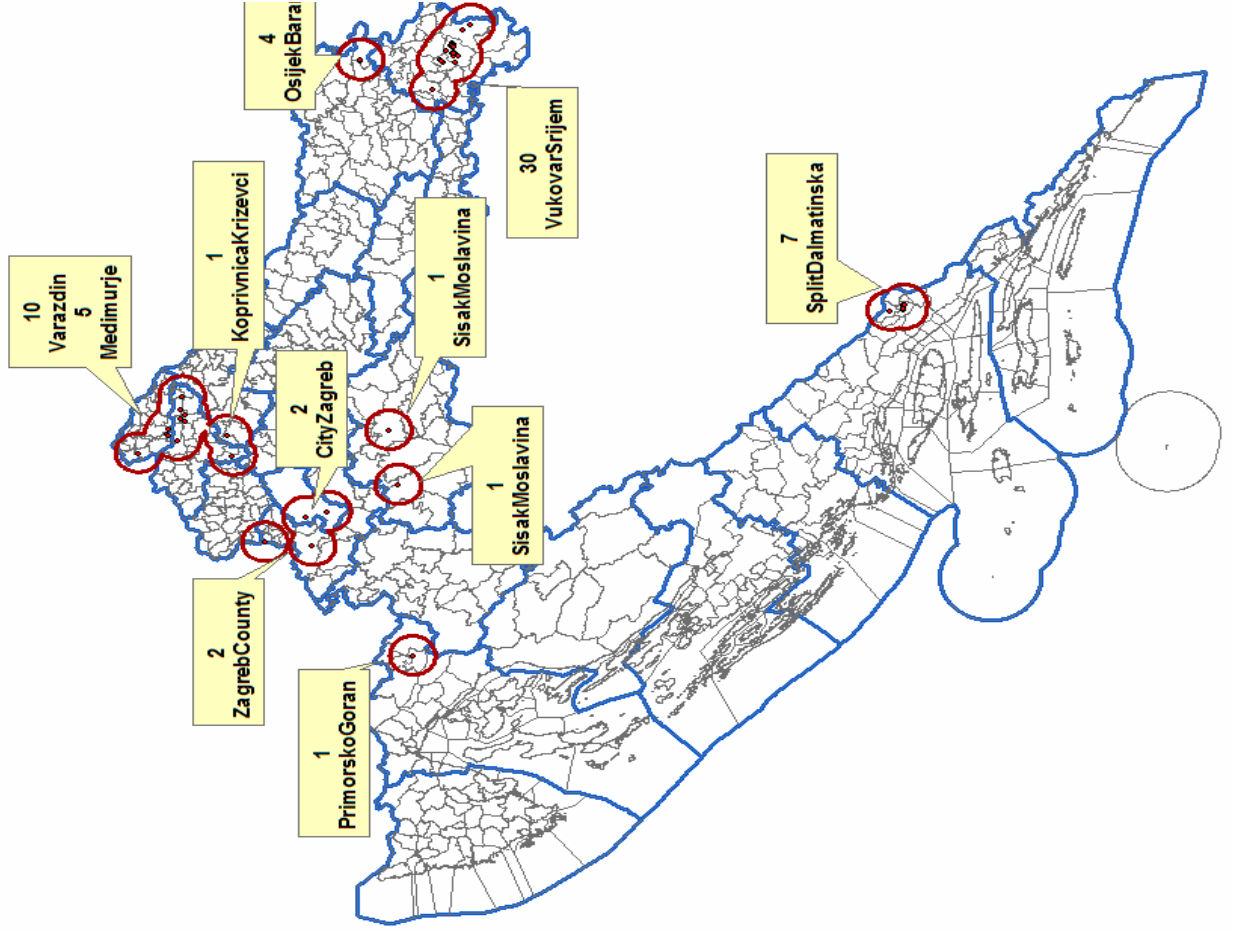 10
Varazdin
5
Medimurje
4
OsijekBara
1
KoprivnicaKrizevci
2
CityZagreb
1
SisakMoslavina
30
VukovarSrijem
2
ZagrebCounty
1
SisakMoslavina
1
PrimorskoGoran
7
SplitDalmatinska